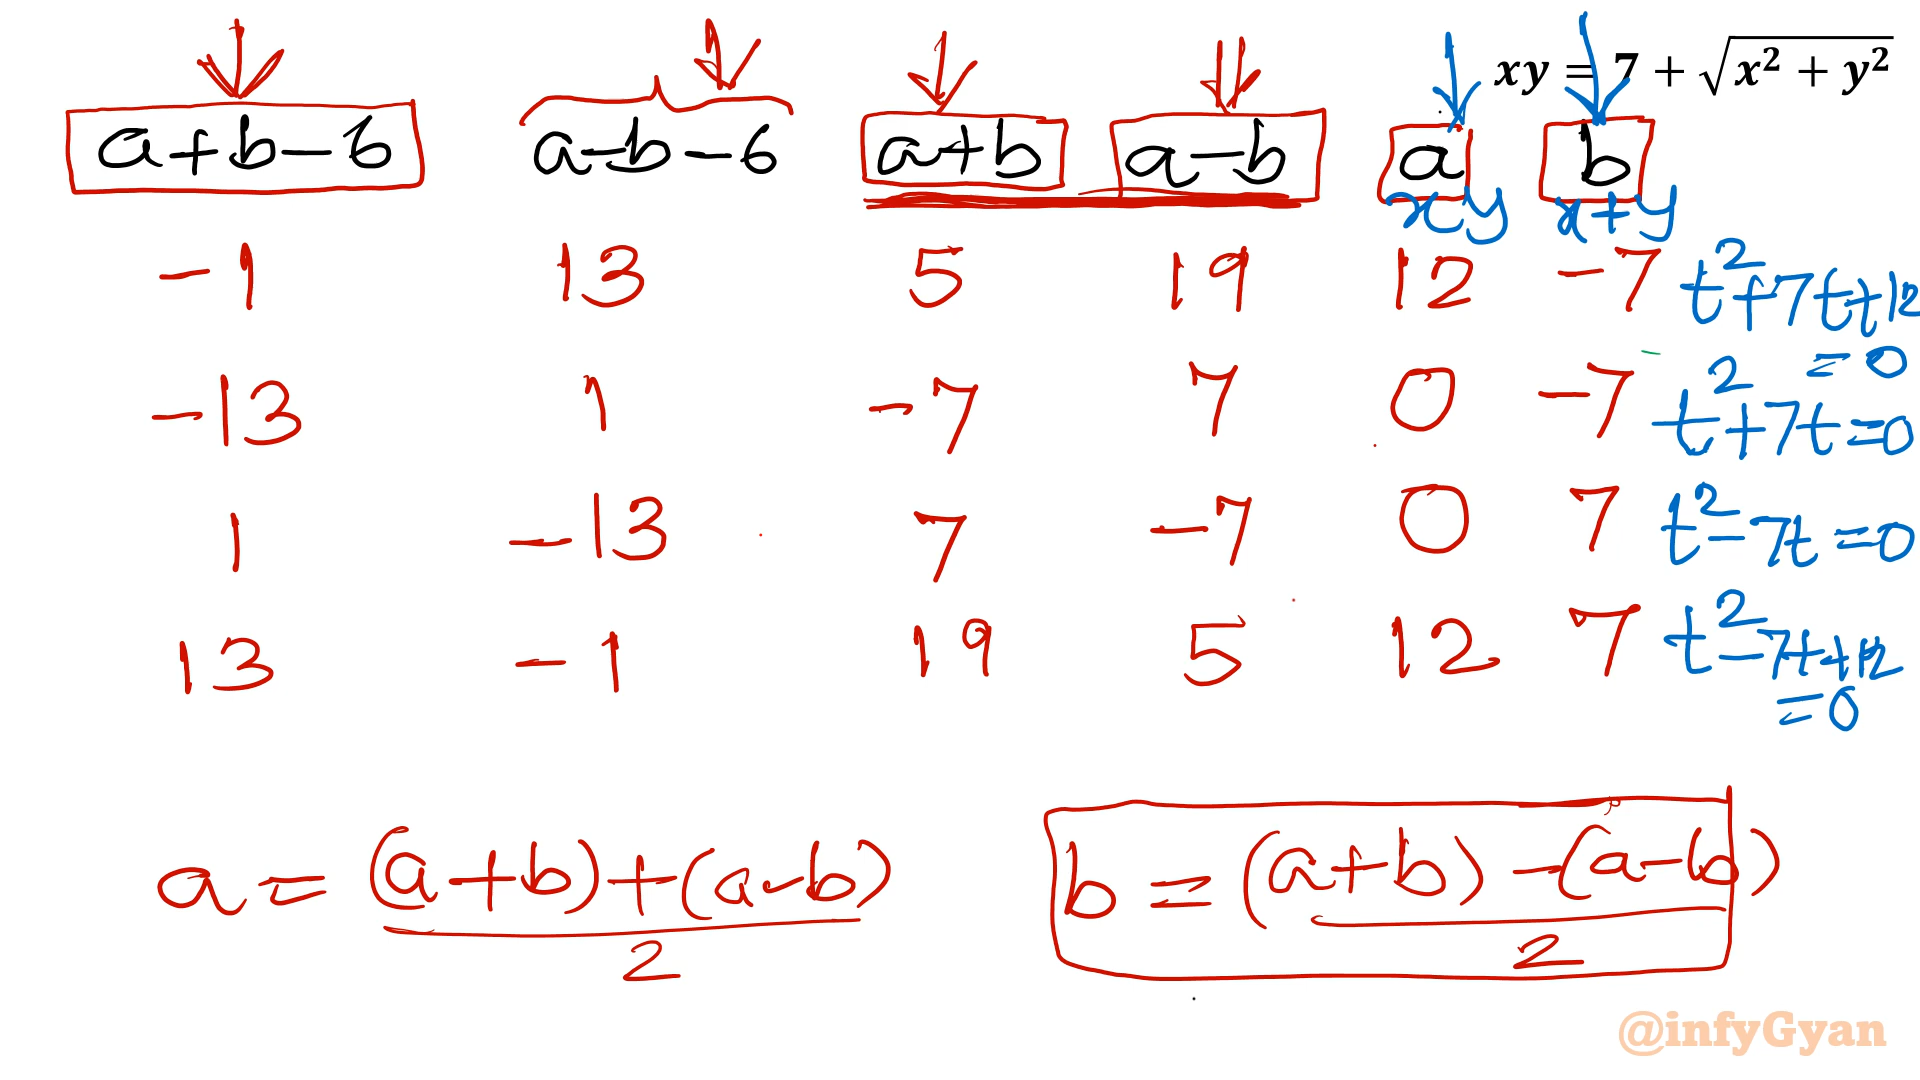 xy = 7 + √(x² + y²)
a+b-6 a-b-6 a+b a-b a b
xy x+y
-1 13 5 19 12 -7 t²+7t+12
=0
-13 1 -7 7 0 -7 t²+7t=0
1 -13 7 -7 0 7 t²-7t=0
13 -1 19 5 12 7 t²-7t+12
=0
a = ((a+b)+(a-b))/2 b = ((a+b)-(a-b))/2
@infyGyan